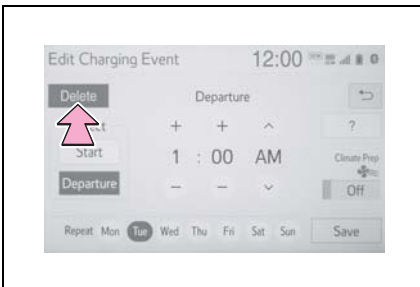 Edit Charging Event 12:00
Delete Departure
+ + ?
Start 1 : 00 AM Climate Prep
Departure - - Off
Repeat Mon Tue Wed Thu Fri Sat Sun Save